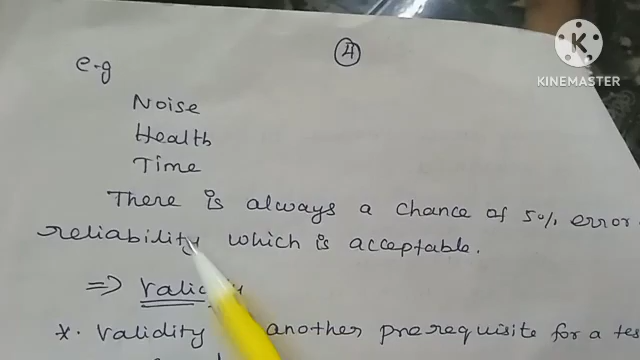 4
e.g
KINEMASTER
Noise
Health
Time
There is always a chance of 5% error
reliability which is acceptable.
=> Validity
*. Validity another prerequisite for a